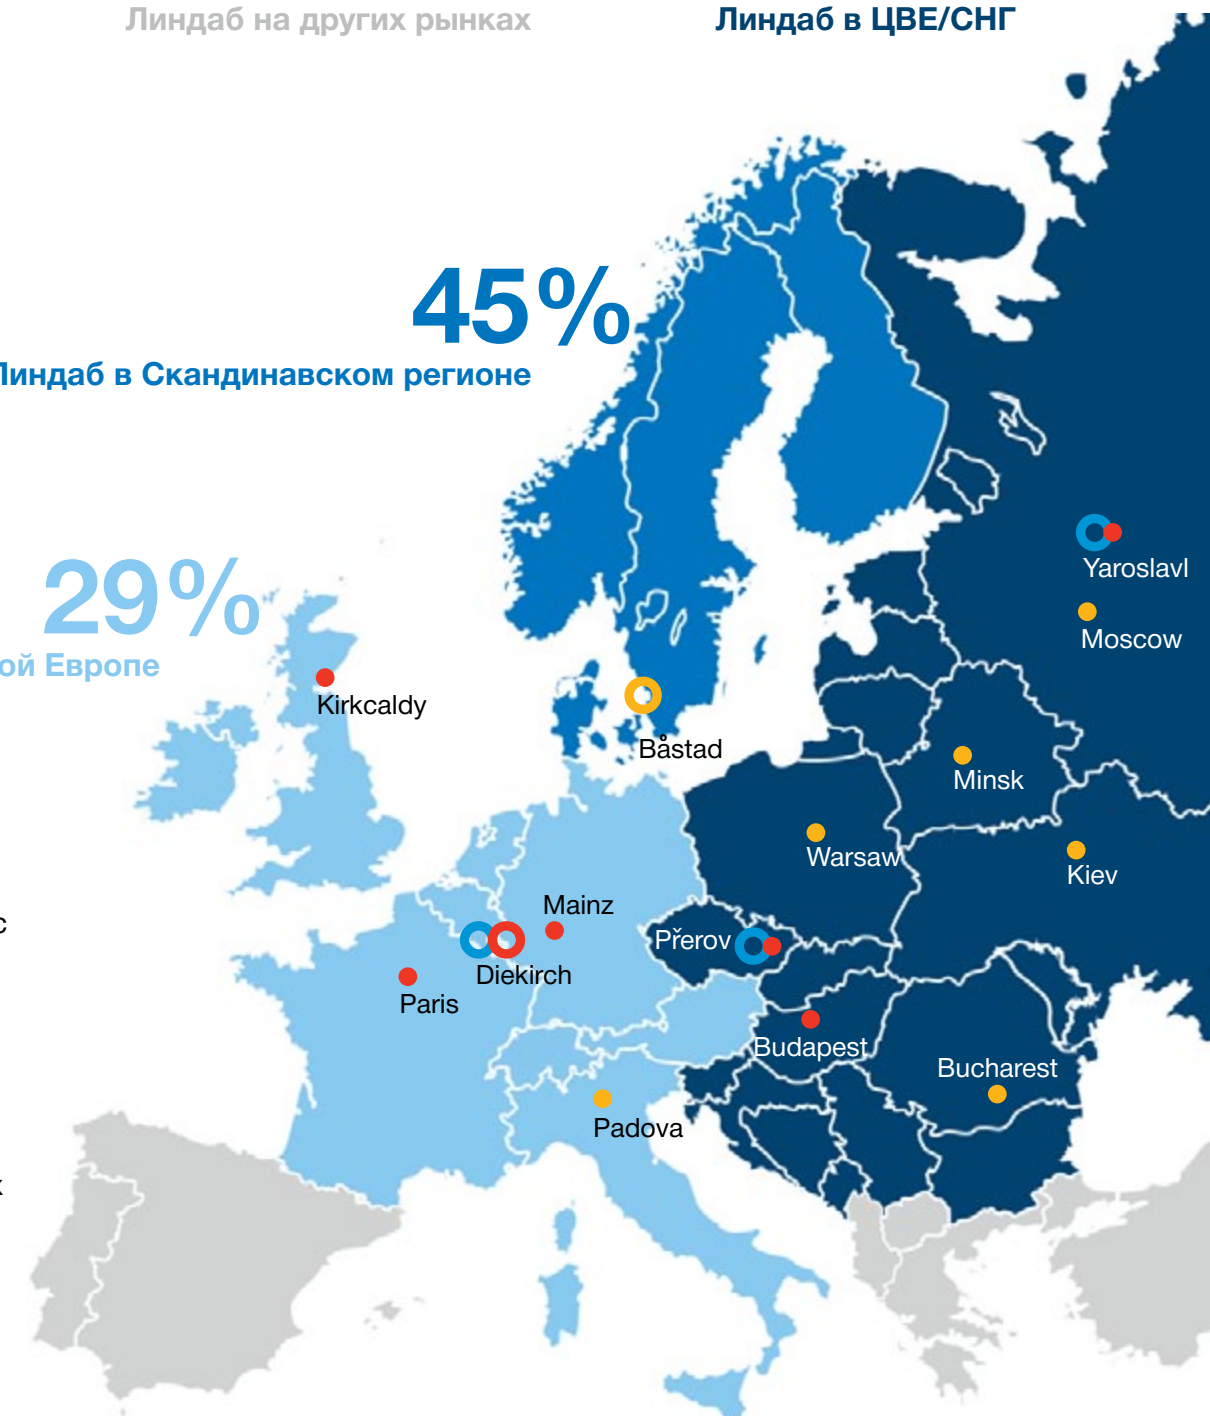 Линдаб на других рынках
Линдаб в ЦВЕ/СНГ
45%
Линдаб в Скандинавском регионе
29%
ой Европе
Yaroslavl
Moscow
Kirkcaldy
Båstad
Minsk
Warsaw
Kiev
Mainz
с
Přerov
Diekirch
Paris
Budapest
Bucharest
Padova
к